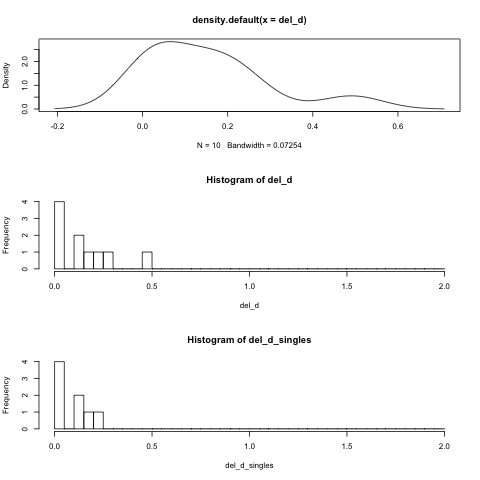 density.default(x = del_d)
Density
0.0 1.0 2.0
-0.2 0.0 0.2 0.4 0.6
N = 10 Bandwidth = 0.07254
Histogram of del_d
Frequency
0 1 2 3 4
0.0 0.5 1.0 1.5 2.0
del_d
Histogram of del_d_singles
Frequency
0 1 2 3 4
0.0 0.5 1.0 1.5 2.0
del_d_singles